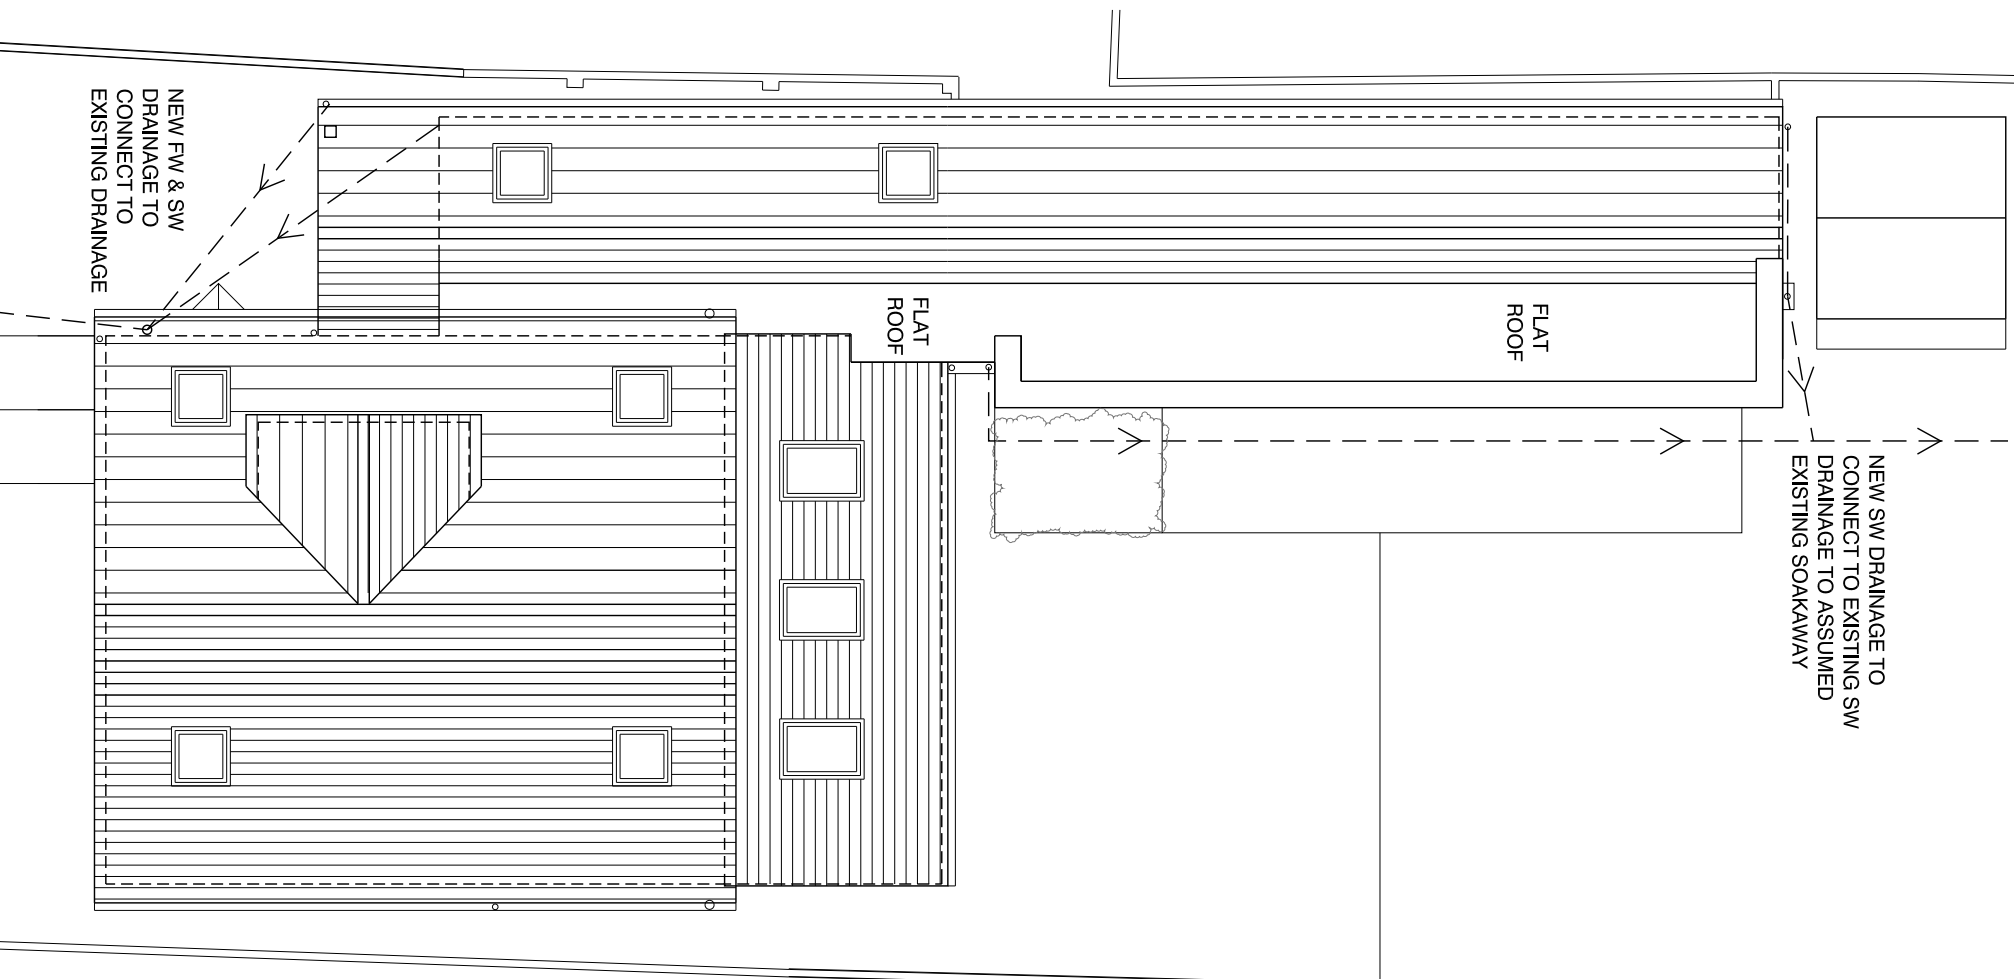 NEW FW & SW
DRAINAGE TO
CONNECT TO
EXISTING DRAINAGE
FLAT
ROOF
FLAT
ROOF
NEW SW DRAINAGE TO
CONNECT TO EXISTING SW
DRAINAGE TO ASSUMED
EXISTING SOAKAWAY